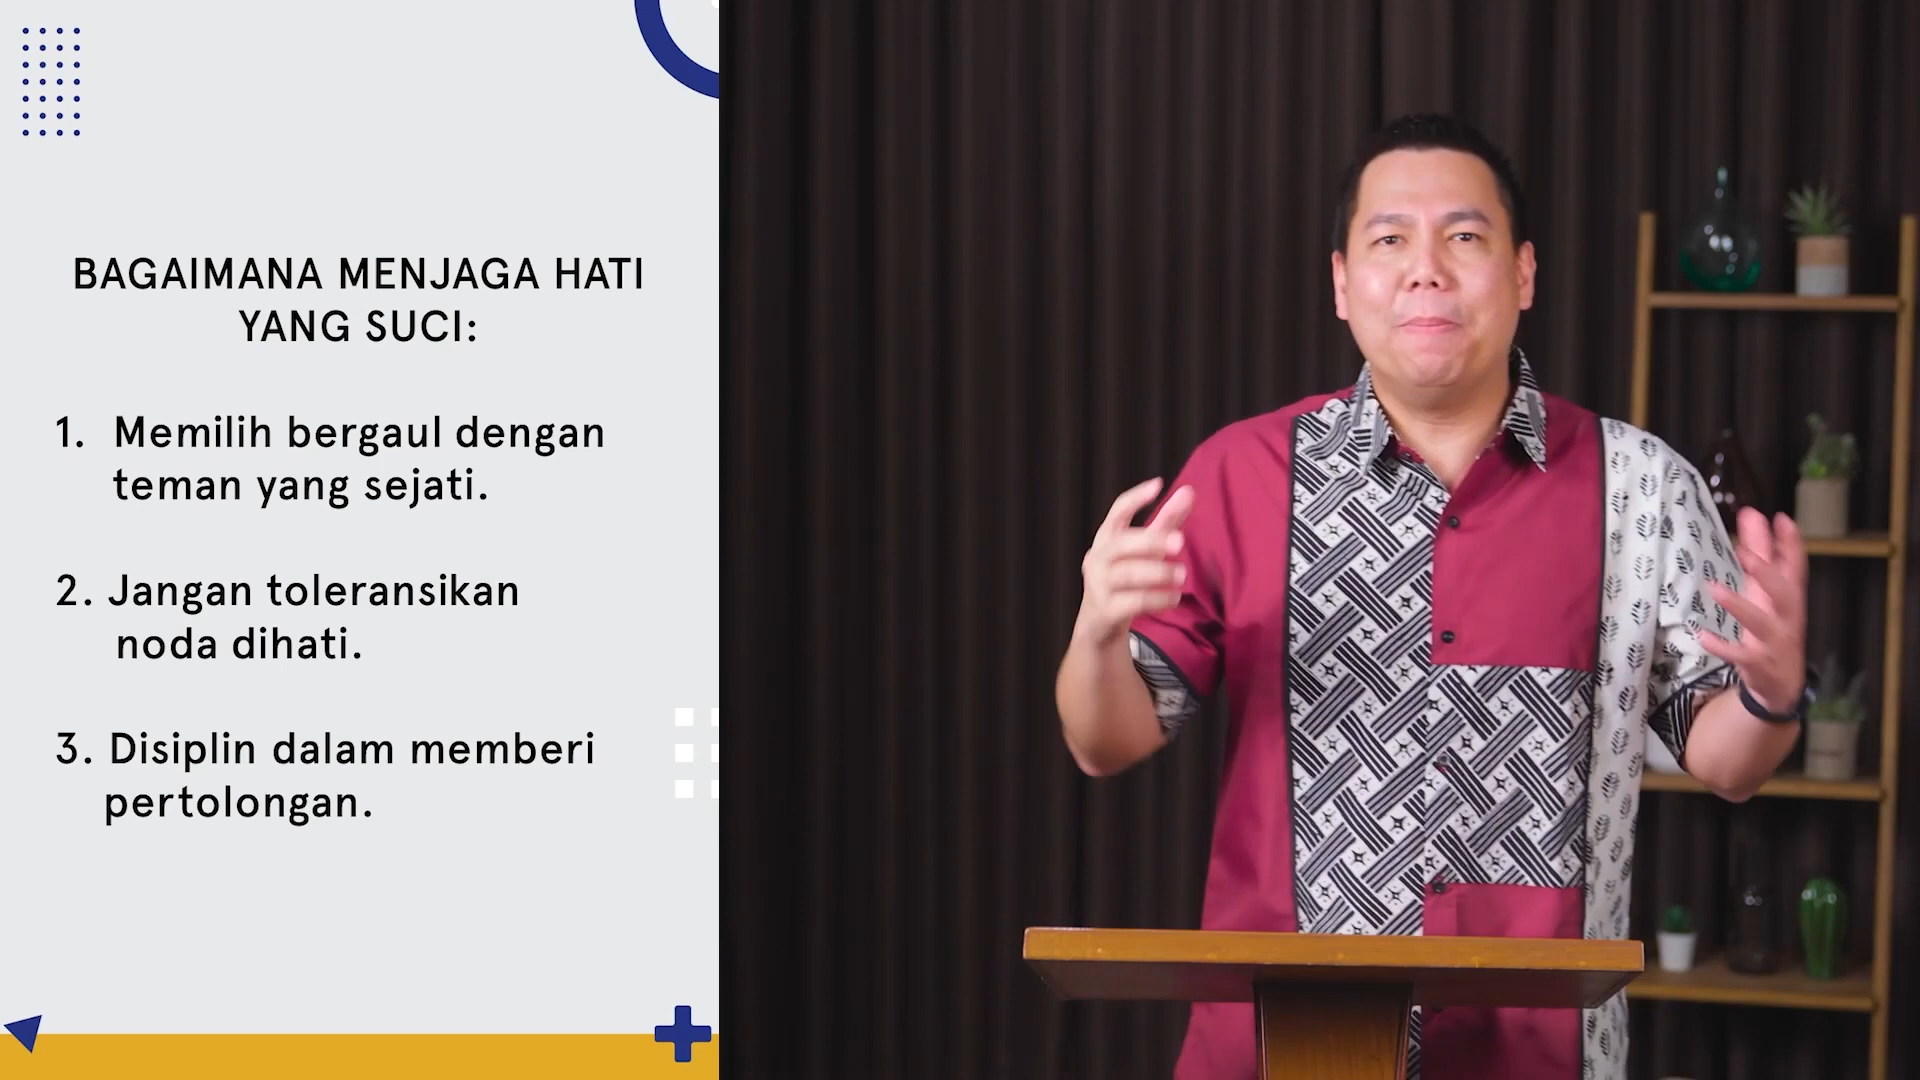 BAGAIMANA MENJAGA HATI
YANG SUCI:
1. Memilih bergaul dengan
teman yang sejati.
2. Jangan toleransikan
noda dihati.
3. Disiplin dalam memberi
pertolongan.